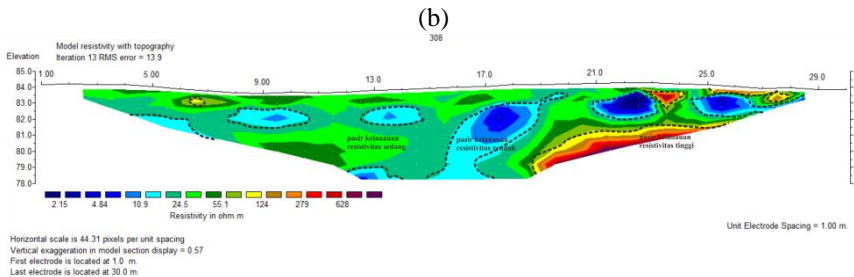 (b)
308
Model resistivity with topography
Iteration 13 RMS error = 13.9
Elevation
1.00 5.00 9.00 13.0 17.0 21.0 25.0 29.0
85.0
84.0
83.0
82.0
81.0
80.0
79.0
78.0
pasir kelanauan
resistivitas sedang
pasir kelanauan
resistivitas rendah
pasir kelanauan
resistivitas tinggi
2.15 4.84 10.9 24.5 55.1 124 279 628
Resistivity in ohm.m
Unit Electrode Spacing = 1.00 m.
Horizontal scale is 44.31 pixels per unit spacing
Vertical exaggeration in model section display = 0.57
First electrode is located at 1.0 m.
Last electrode is located at 30.0 m.